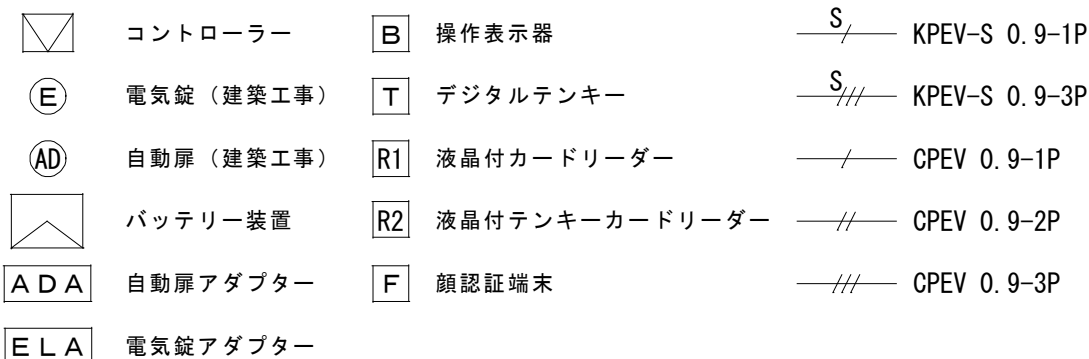 コントローラー B 操作表示器 S KPEV-S 0.9-1P
E 電気錠（建築工事） T デジタルテンキー S KPEV-S 0.9-3P
AD 自動扉（建築工事） R1 液晶付カードリーダー CPEV 0.9-1P
バッテリー装置 R2 液晶付テンキーカードリーダー CPEV 0.9-2P
ADA 自動扉アダプター F 顔認証端末 CPEV 0.9-3P
ELA 電気錠アダプター